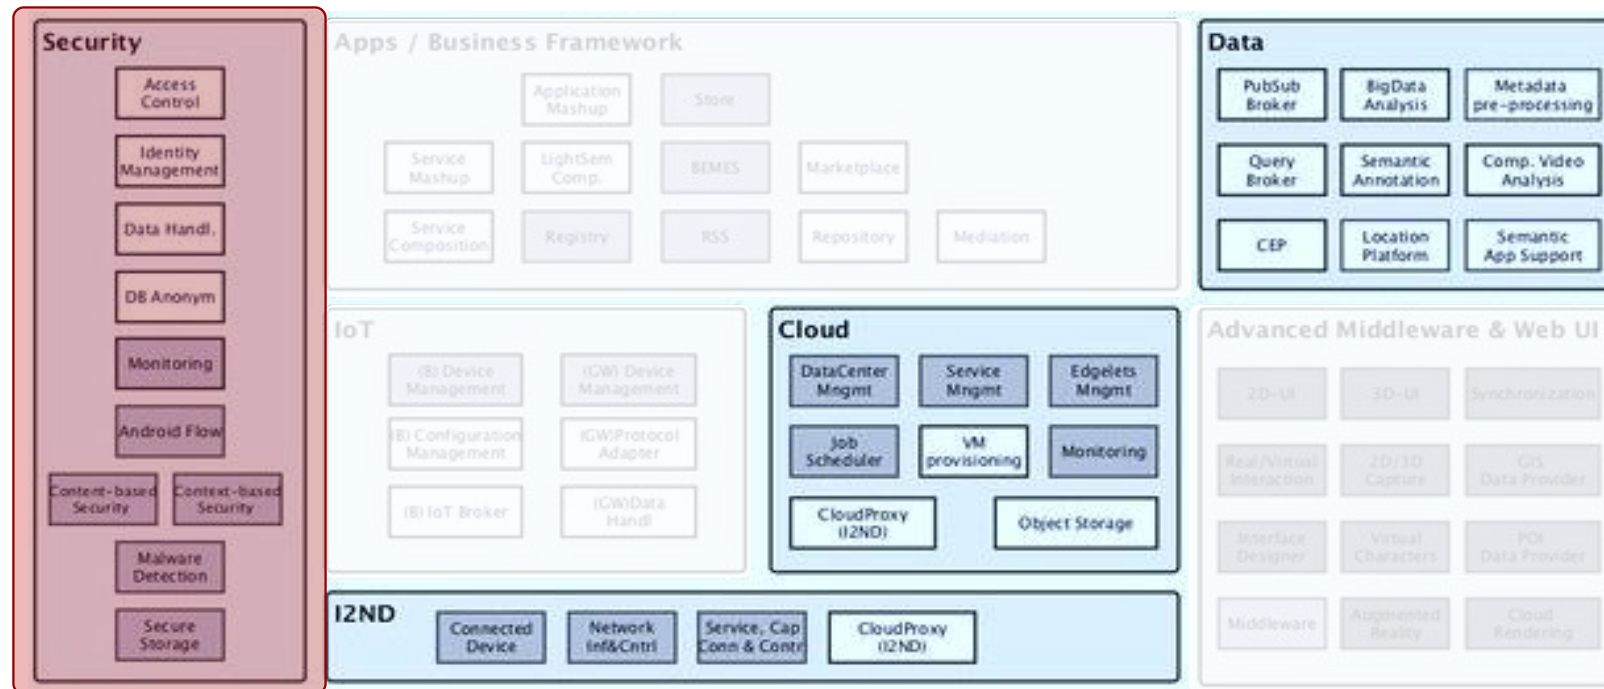 Security
Access
Control
Identity
Management
Data Handl.
DB Anonym
Monitoring
Android Flow
Content-based
Security
Context-based
Security
Malware
Detection
Secure
Storage
Apps / Business Framework
Application
Mashup
Store
Service
Mashup
LightSem
Comp.
BEMES
Marketplace
Service
Composition
Registry
RSS
Repository
Mediation
Data
PubSub
Broker
BigData
Analysis
Metadata
pre-processing
Query
Broker
Semantic
Annotation
Comp. Video
Analysis
CEP
Location
Platform
Semantic
App Support
IoT
(B) Device
Management
(GW) Device
Management
(B) Configuration
Management
(GW)Protocol
Adapter
(B) IoT Broker
(GW)Data
Handl
Cloud
DataCenter
Mngmt
Service
Mngmt
Edgelets
Mngmt
Job
Scheduler
VM
provisioning
Monitoring
CloudProxy
(I2ND)
Object Storage
Advanced Middleware & Web UI
2D-UI
3D-UI
Synchronization
Real/Virtual
Interaction
2D/3D
Capture
GIS
Data Provider
Interface
Designer
Virtual
Characters
POI
Data Provider
Middleware
Augmented
Reality
Cloud
Rendering
I2ND
Connected
Device
Network
Inf&Cntrl
Service, Cap
Conn & Contr
CloudProxy
(I2ND)